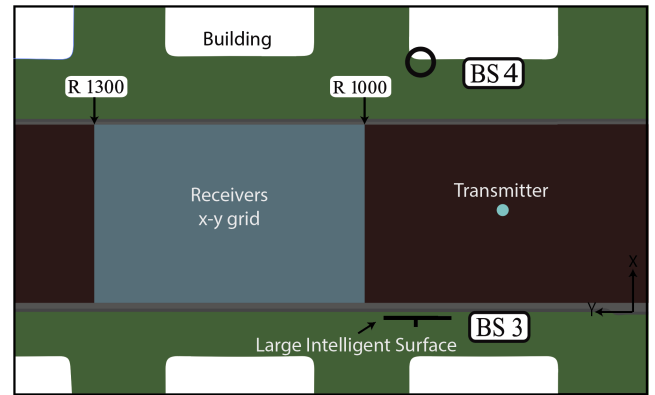 Building
BS 4
R 1300
R 1000
Receivers
x-y grid
Transmitter
X
Y
BS 3
Large Intelligent Surface